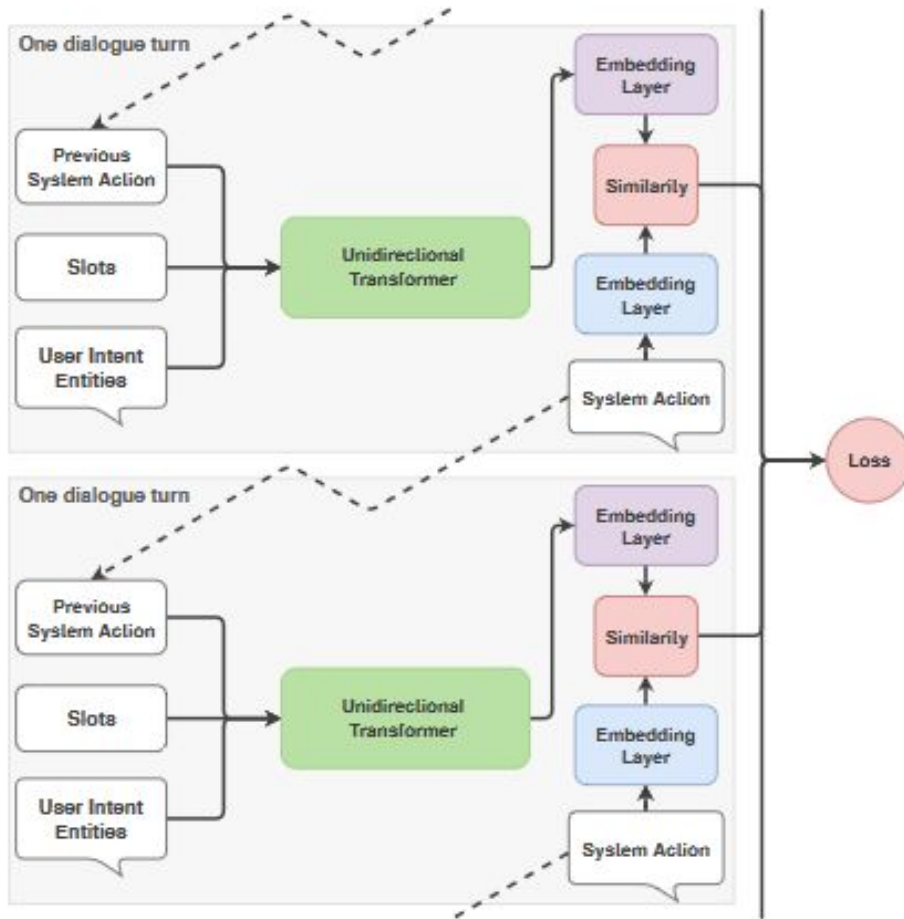 One dialogue turn
Embedding
Layer
Previous
System Action
Similarity
Slots
Unidirectional
Transformer
Embedding
Layer
User Intent
Entities
System Action
Loss
One dialogue turn
Embedding
Layer
Previous
System Action
Similarity
Slots
Unidirectional
Transformer
Embedding
Layer
User Intent
Entities
System Action